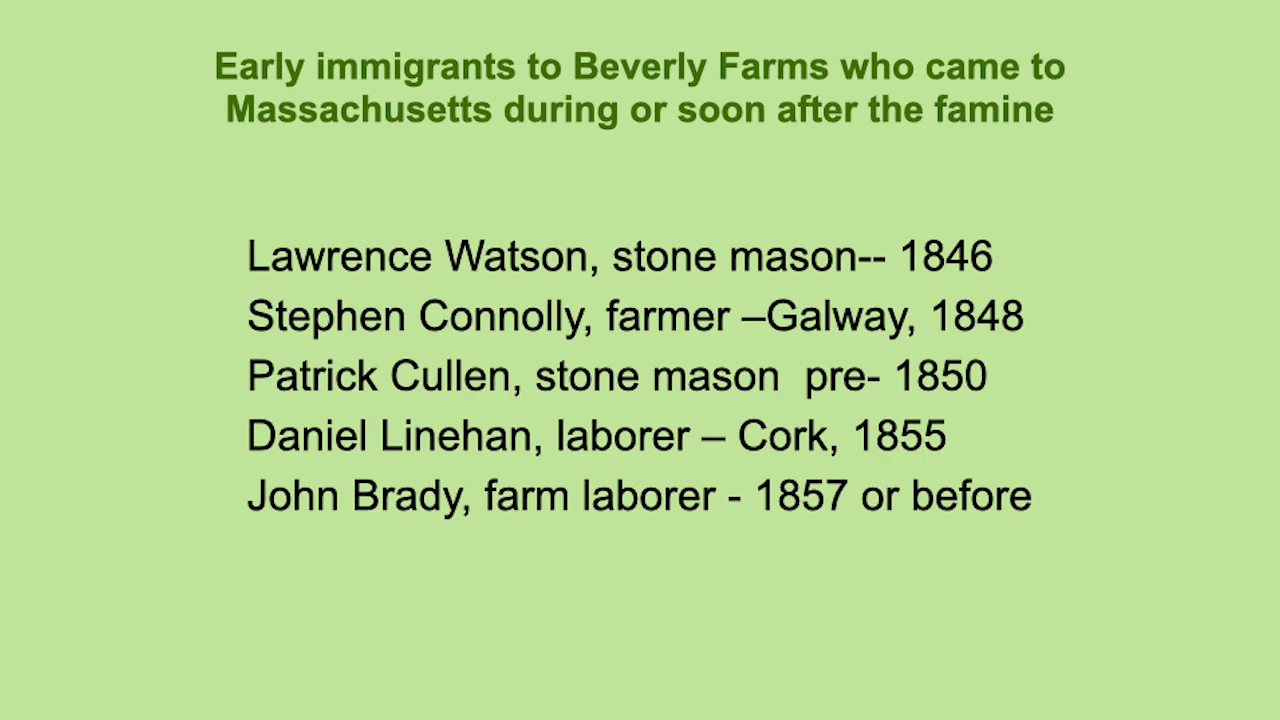 Early immigrants to Beverly Farms who came to
Massachusetts during or soon after the famine
Lawrence Watson, stone mason-- 1846
Stephen Connolly, farmer –Galway, 1848
Patrick Cullen, stone mason  pre- 1850
Daniel Linehan, laborer – Cork, 1855
John Brady, farm laborer - 1857 or before